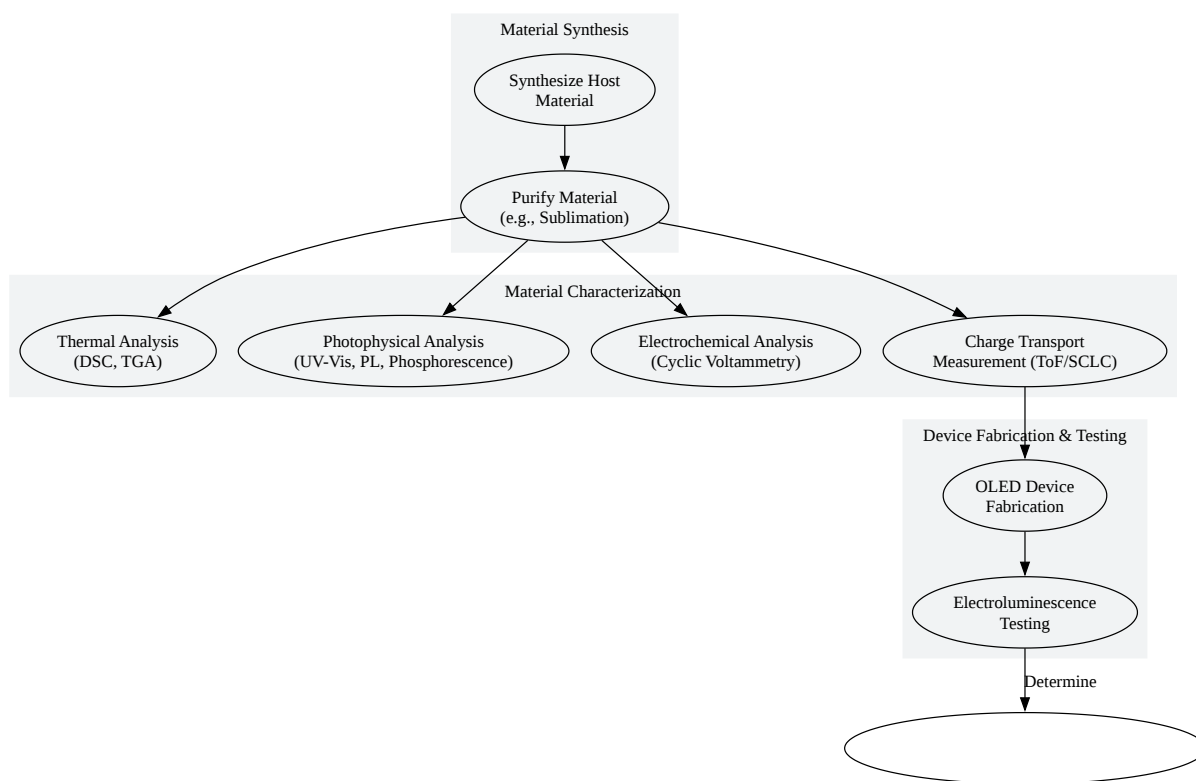 Material Synthesis
Synthesize Host
Material
Purify Material
(e.g., Sublimation)
Material Characterization
Thermal Analysis
(DSC, TGA)
Photophysical Analysis
(UV-Vis, PL, Phosphorescence)
Electrochemical Analysis
(Cyclic Voltammetry)
Charge Transport
Measurement (ToF/SCLC)
Device Fabrication & Testing
OLED Device
Fabrication
Electroluminescence
Testing
Determine